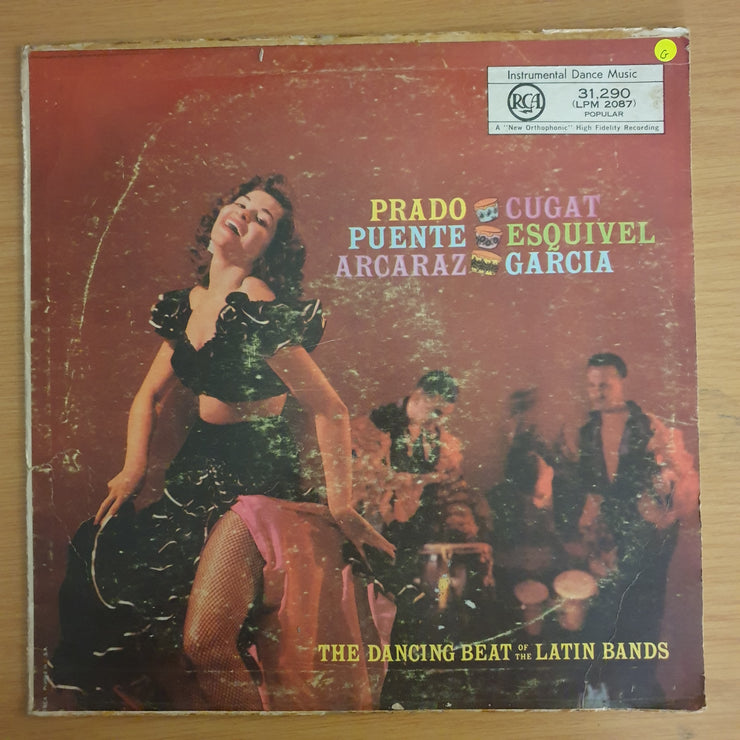 G
Instrumental Dance Music
RCA
31,290
(LPM 2087)
POPULAR
A "New Orthophonic" High Fidelity Recording
PRADO CUGAT
PUENTE ESQUIVEL
ARCARAZ GARCIA
THE DANCING BEAT OF THE LATIN BANDS